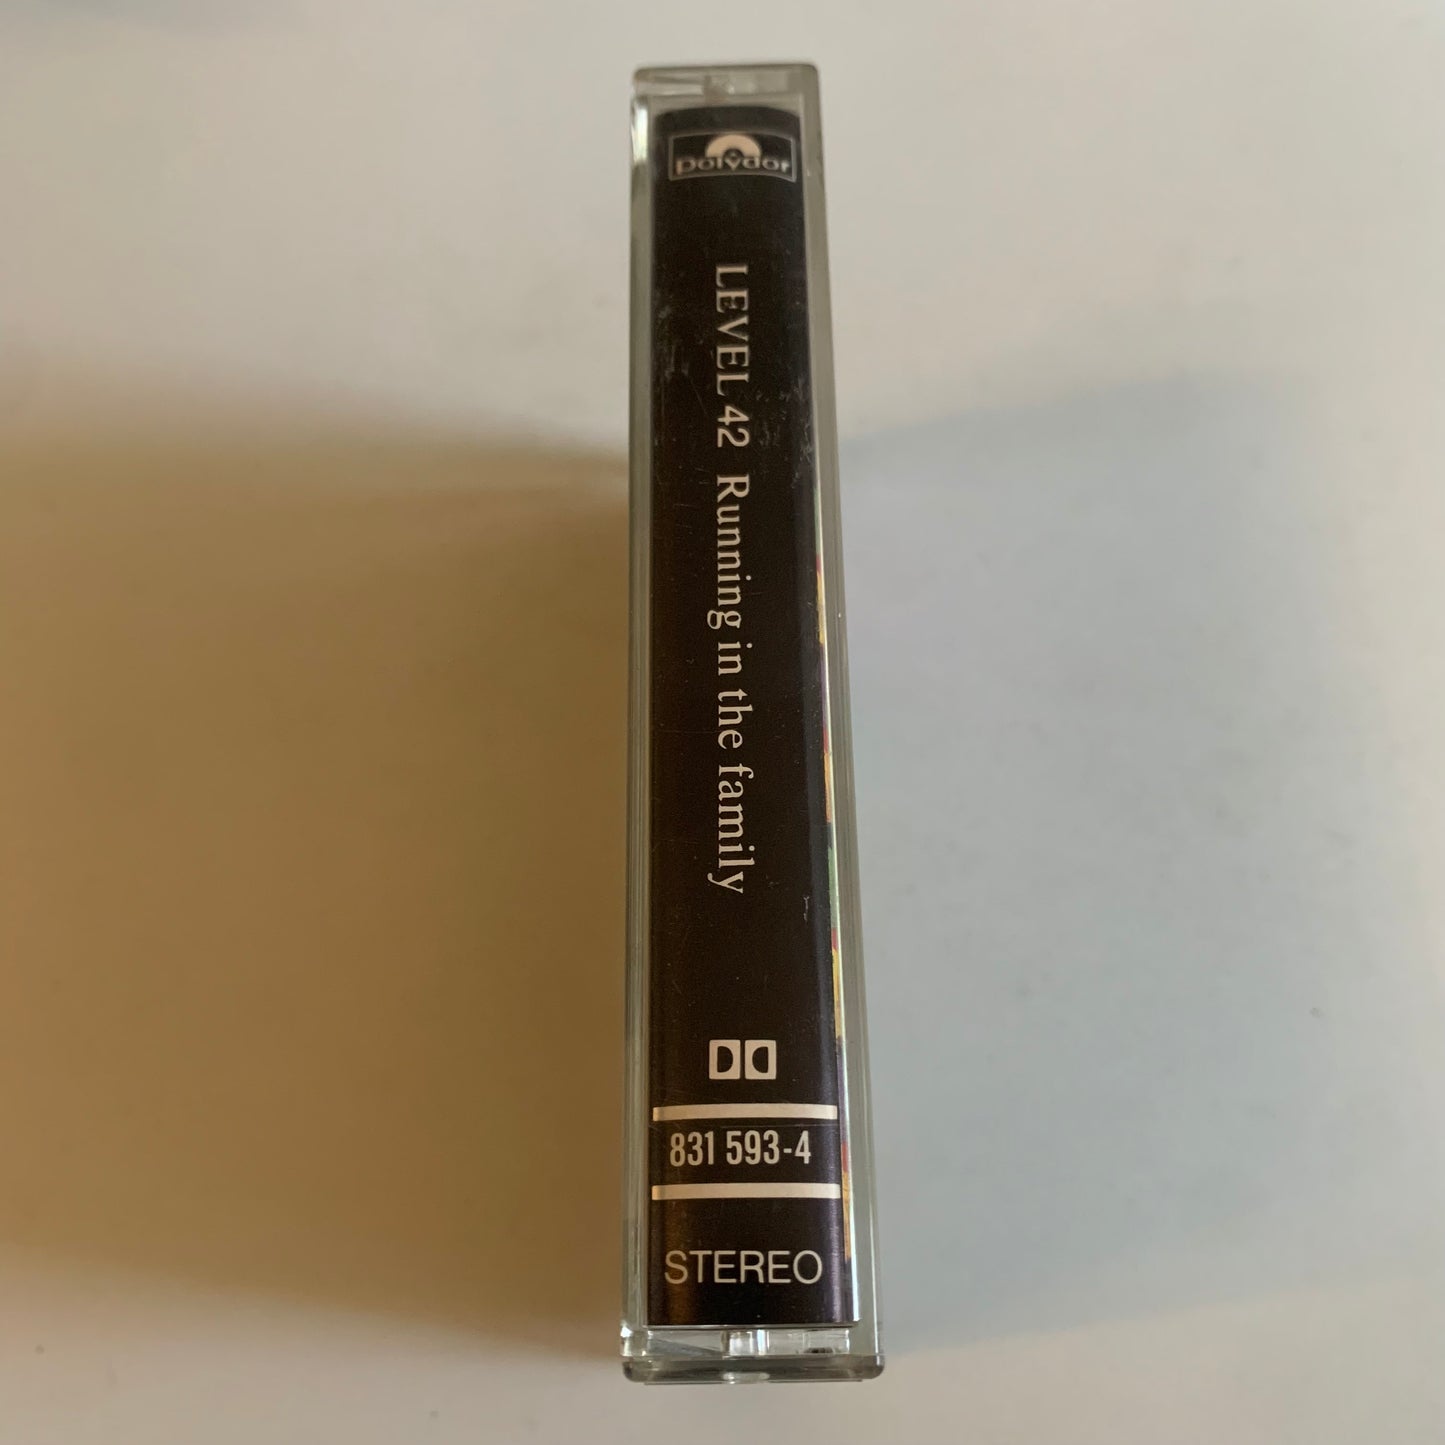 polydor
LEVEL 42 Running in the family
831 593-4
STEREO